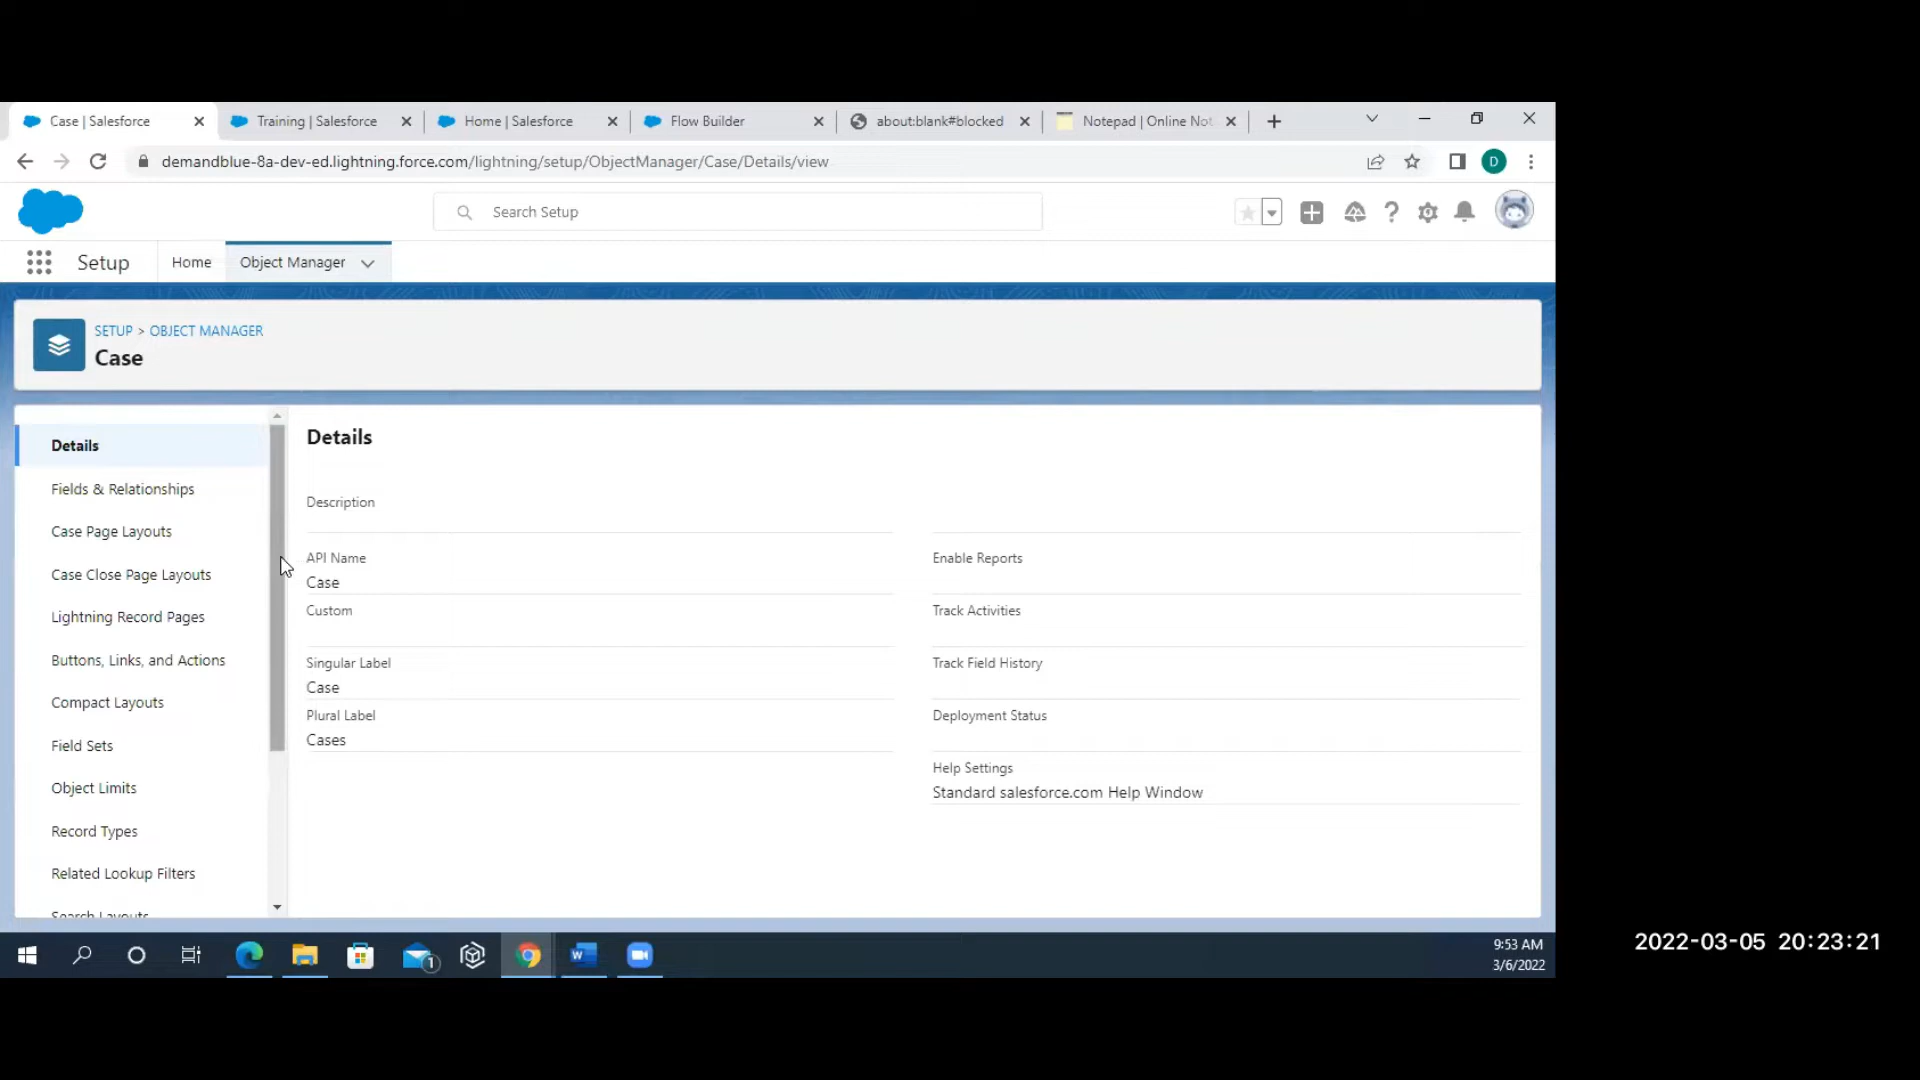 Case | Salesforce
Training | Salesforce
Home | Salesforce
Flow Builder
about:blank#blocked
Notepad | Online Not
demandblue-8a-dev-ed.lightning.force.com/lightning/setup/ObjectManager/Case/Details/view
D
Search Setup
Setup
Home
Object Manager
SETUP > OBJECT MANAGER
Case
Details
Fields & Relationships
Case Page Layouts
Case Close Page Layouts
Lightning Record Pages
Buttons, Links, and Actions
Compact Layouts
Field Sets
Object Limits
Record Types
Related Lookup Filters
Search Layouts
Details
Description
API Name
Case
Custom
Singular Label
Case
Plural Label
Cases
Enable Reports
Track Activities
Track Field History
Deployment Status
Help Settings
Standard salesforce.com Help Window
1
W
9:53 AM
3/6/2022
2022-03-05 20:23:21